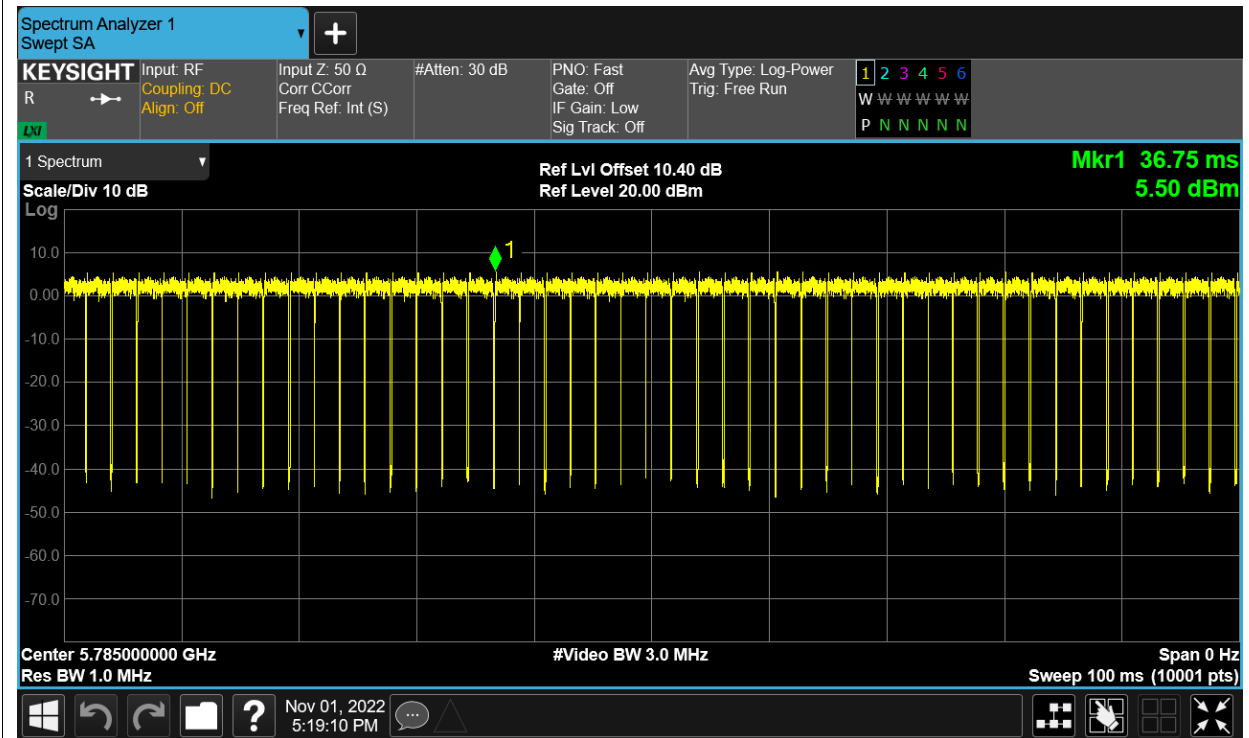 Spectrum Analyzer 1
Swept SA
KEYSIGHT
R
LXI
Input: RF
Coupling: DC
Align: Off
Input Z: 50 Ω
Corr CCorr
Freq Ref: Int (S)
#Atten: 30 dB
PNO: Fast
Gate: Off
IF Gain: Low
Sig Track: Off
Avg Type: Log-Power
Trig: Free Run
1 2 3 4 5 6
W W W W W W
P N N N N N
1 Spectrum
Scale/Div 10 dB
Log
Ref Lvl Offset 10.40 dB
Ref Level 20.00 dBm
Mkr1 36.75 ms
5.50 dBm
1
10.0
0.00
-10.0
-20.0
-30.0
-40.0
-50.0
-60.0
-70.0
Center 5.785000000 GHz
#Video BW 3.0 MHz
Span 0 Hz
Res BW 1.0 MHz
Sweep 100 ms (10001 pts)
?
Nov 01, 2022
5:19:10 PM